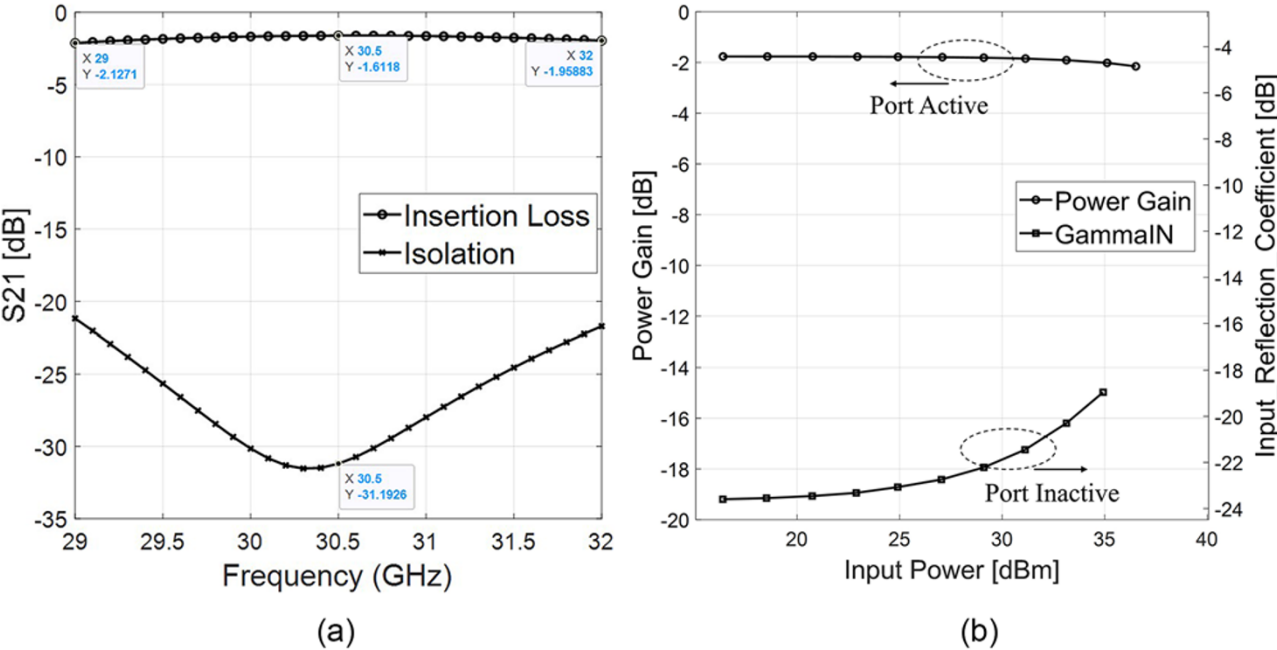 (a)
S21 [dB]
0
-5
-10
-15
-20
-25
-30
-35
X 29
Y -2.1271
X 30.5
Y -1.6118
X 32
Y -1.95883
Insertion Loss
Isolation
X 30.5
Y -31.1926
29
29.5
30
30.5
31
31.5
32
Frequency (GHz)
(a)
(b)
Power Gain [dB]
0
-2
-4
-6
-8
-10
-12
-14
-16
-18
-20
Port Active
Power Gain
GammaIN
Port Inactive
-4
-6
-8
-10
-12
-14
-16
-18
-20
-22
-24
Input Reflection Coefficient [dB]
20
25
30
35
40
Input Power [dBm]
(b)